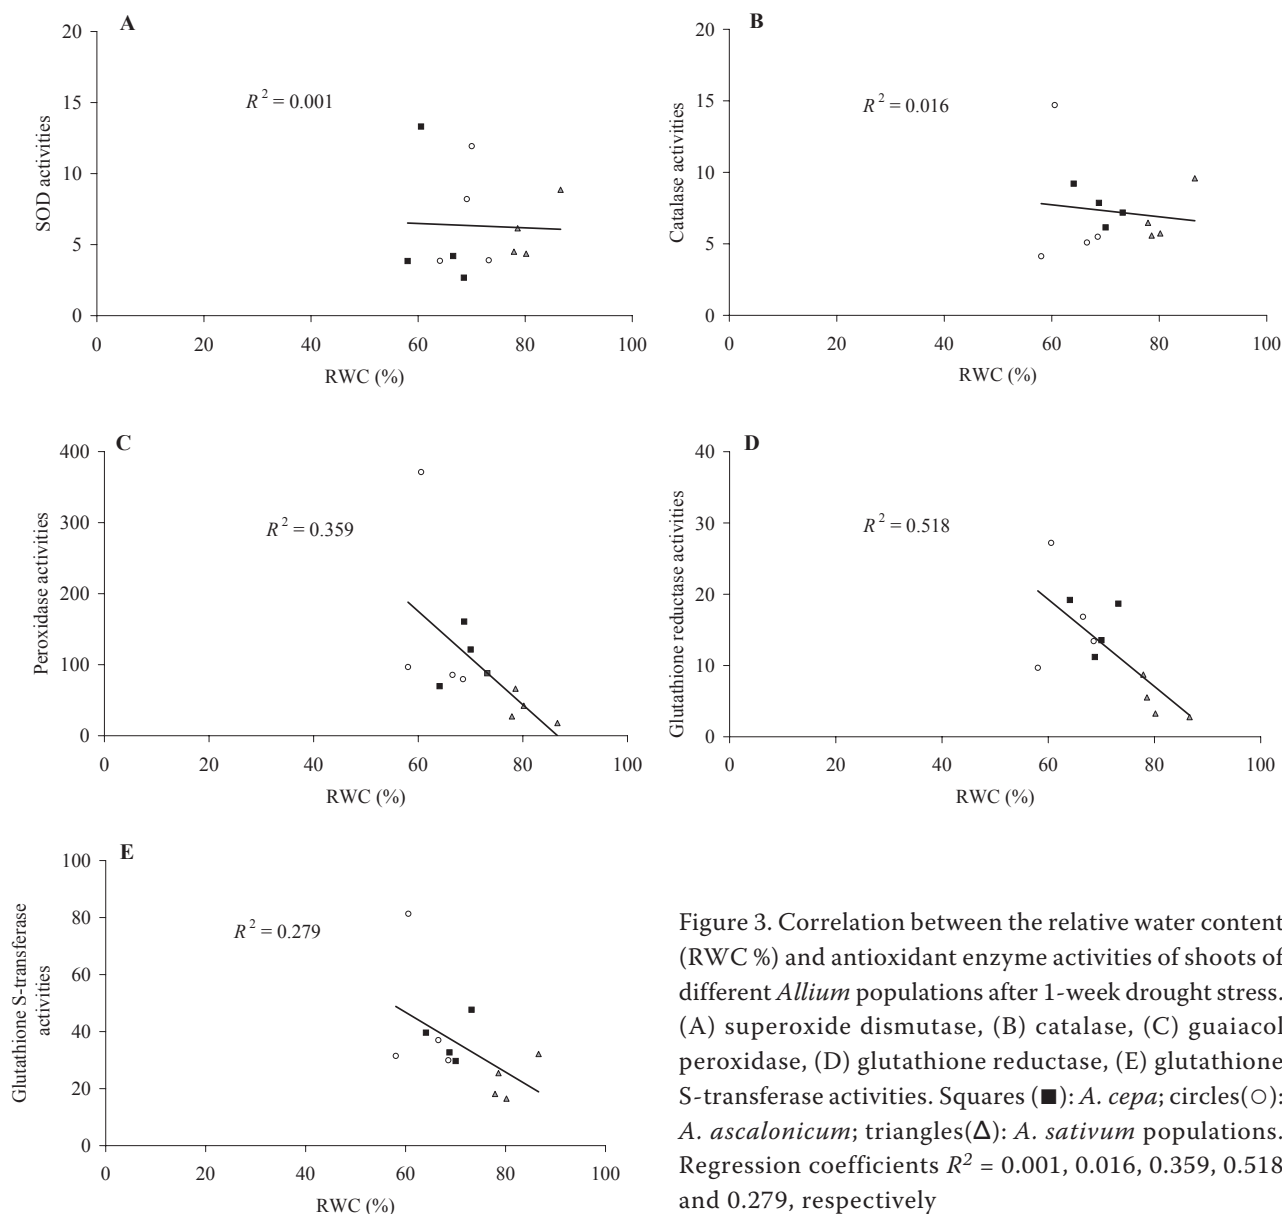 A
20
15
10
5
0
SOD activities
R² = 0.001
0 20 40 60 80 100
RWC (%)
B
20
15
10
5
0
Catalase activities
R² = 0.016
0 20 40 60 80 100
RWC (%)
C
400
300
200
100
0
Peroxidase activities
R² = 0.359
0 20 40 60 80 100
RWC (%)
D
40
30
20
10
0
Glutathione reductase activities
R² = 0.518
0 20 40 60 80 100
RWC (%)
E
100
80
60
40
20
0
Glutathione S-transferase
activities
R² = 0.279
0 20 40 60 80 100
RWC (%)
Figure 3. Correlation between the relative water content
(RWC %) and antioxidant enzyme activities of shoots of
different Allium populations after 1-week drought stress.
(A) superoxide dismutase, (B) catalase, (C) guaiacol
peroxidase, (D) glutathione reductase, (E) glutathione
S-transferase activities. Squares (■): A. cepa; circles(○):
A. ascalonicum; triangles(Δ): A. sativum populations.
Regression coefficients R² = 0.001, 0.016, 0.359, 0.518
and 0.279, respectively